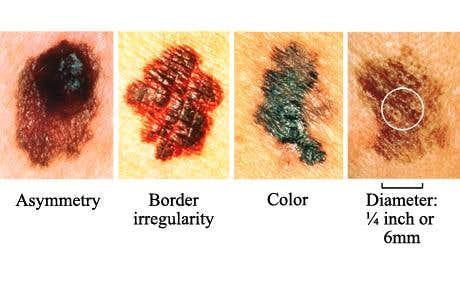 Asymmetry
Border
irregularity
Color
Diameter:
¼ inch or
6mm